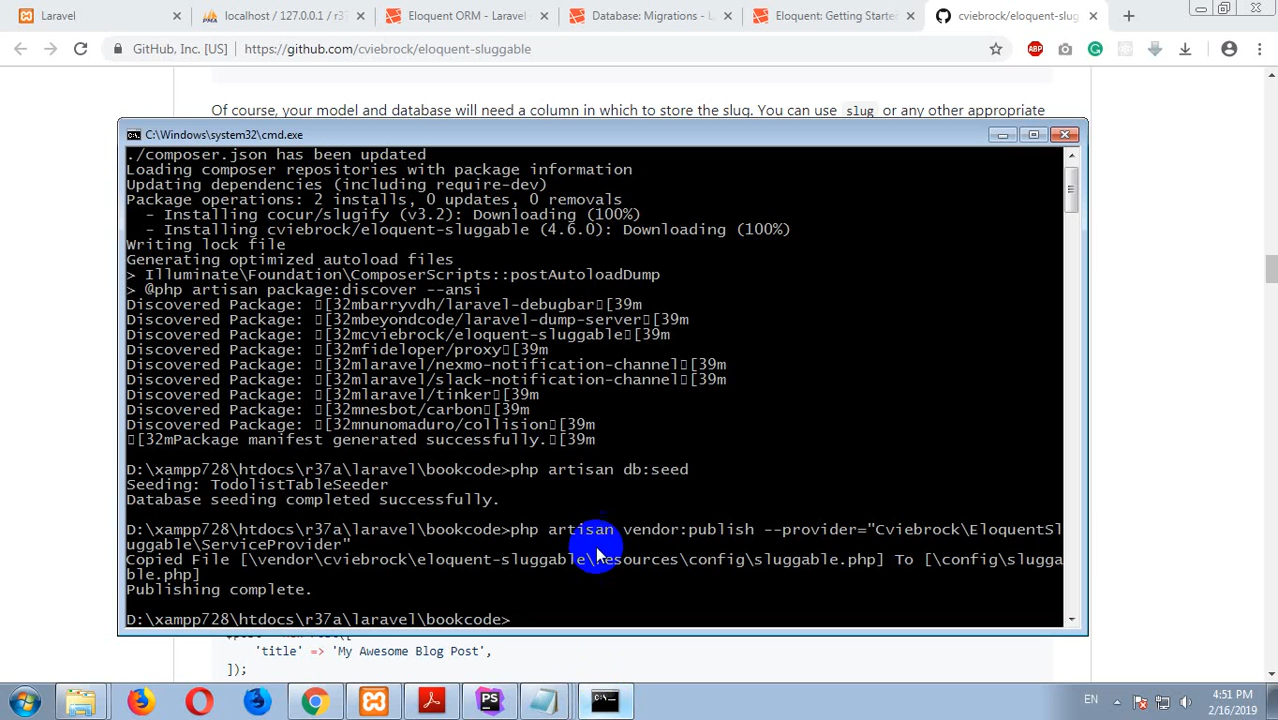 Laravel
localhost / 127.0.0.1 / r37
Eloquent ORM - Laravel
Database: Migrations - L
Eloquent: Getting Starte
cviebrock/eloquent-slug
GitHub, Inc. [US]
https://github.com/cviebrock/eloquent-sluggable
ABP
Of course, your model and database will need a column in which to store the slug. You can use slug or any other appropriate
C:\Windows\system32\cmd.exe
./composer.json has been updated
Loading composer repositories with package information
Updating dependencies (including require-dev)
Package operations: 2 installs, 0 updates, 0 removals
- Installing cocur/slugify (v3.2): Downloading (100%)
- Installing cviebrock/eloquent-sluggable (4.6.0): Downloading (100%)
Writing lock file
Generating optimized autoload files
> Illuminate\Foundation\ComposerScripts::postAutoloadDump
> @php artisan package:discover --ansi
Discovered Package: [32mbarryvdh/laravel-debugbar[39m
Discovered Package: [32mbeyondcode/laravel-dump-server[39m
Discovered Package: [32mcviebrock/eloquent-sluggable[39m
Discovered Package: [32mfideloper/proxy[39m
Discovered Package: [32mlaravel/nexmo-notification-channel[39m
Discovered Package: [32mlaravel/slack-notification-channel[39m
Discovered Package: [32mlaravel/tinker[39m
Discovered Package: [32mnesbot/carbon[39m
Discovered Package: [32mnunomaduro/collision[39m
[32mPackage manifest generated successfully.[39m
D:\xampp728\htdocs\r37a\laravel\bookcode>php artisan db:seed
Seeding: TodolistTableSeeder
Database seeding completed successfully.
D:\xampp728\htdocs\r37a\laravel\bookcode>php artisan vendor:publish --provider="Cviebrock\EloquentSl
uggable\ServiceProvider"
Copied File [\vendor\cviebrock\eloquent-sluggable\resources\config\sluggable.php] To [\config\slugga
ble.php]
Publishing complete.
D:\xampp728\htdocs\r37a\laravel\bookcode>
'title' => 'My Awesome Blog Post',
]);
PS
EN
4:51 PM
2/16/2019